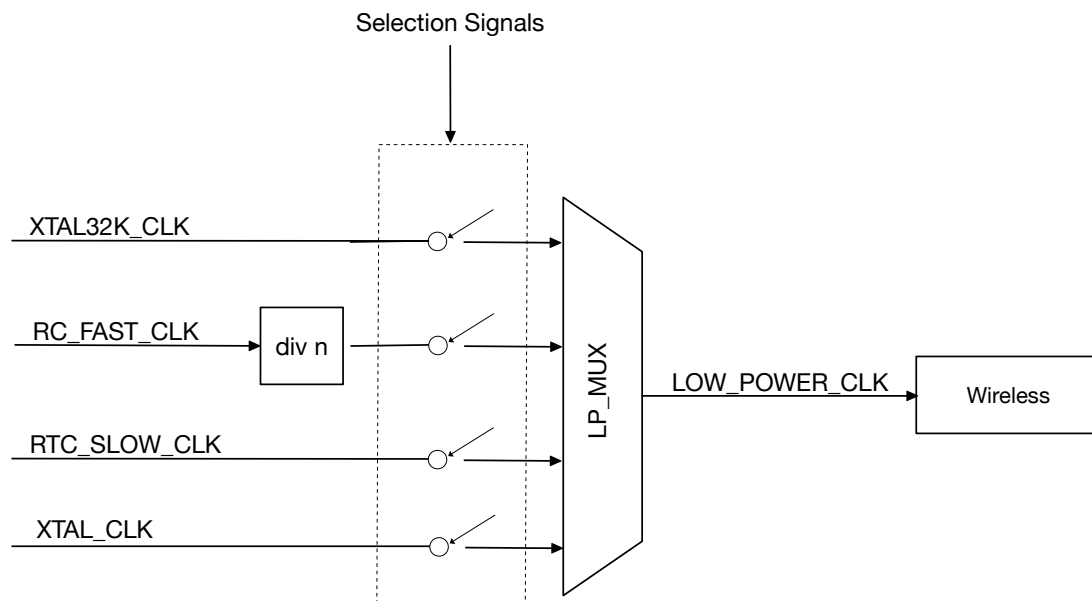 Selection Signals
XTAL32K_CLK
RC_FAST_CLK
div n
RTC_SLOW_CLK
XTAL_CLK
LP_MUX
LOW_POWER_CLK
Wireless